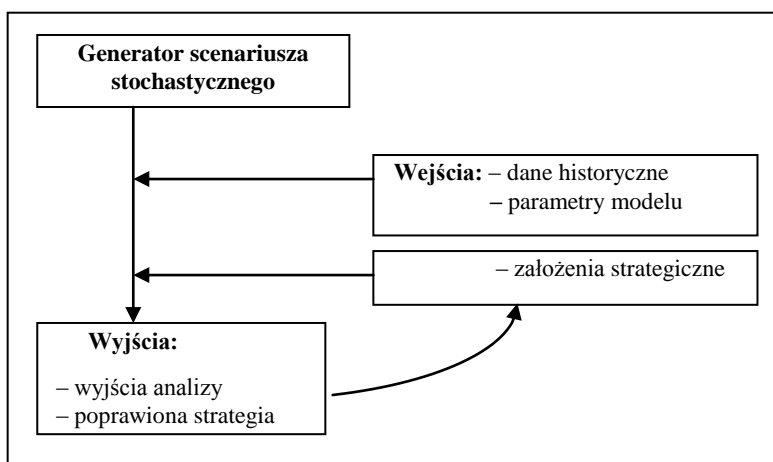 Generator scenariusza
stochastycznego
Wejścia: – dane historyczne
– parametry modelu
– założenia strategiczne
Wyjścia:
– wyjścia analizy
– poprawiona strategia